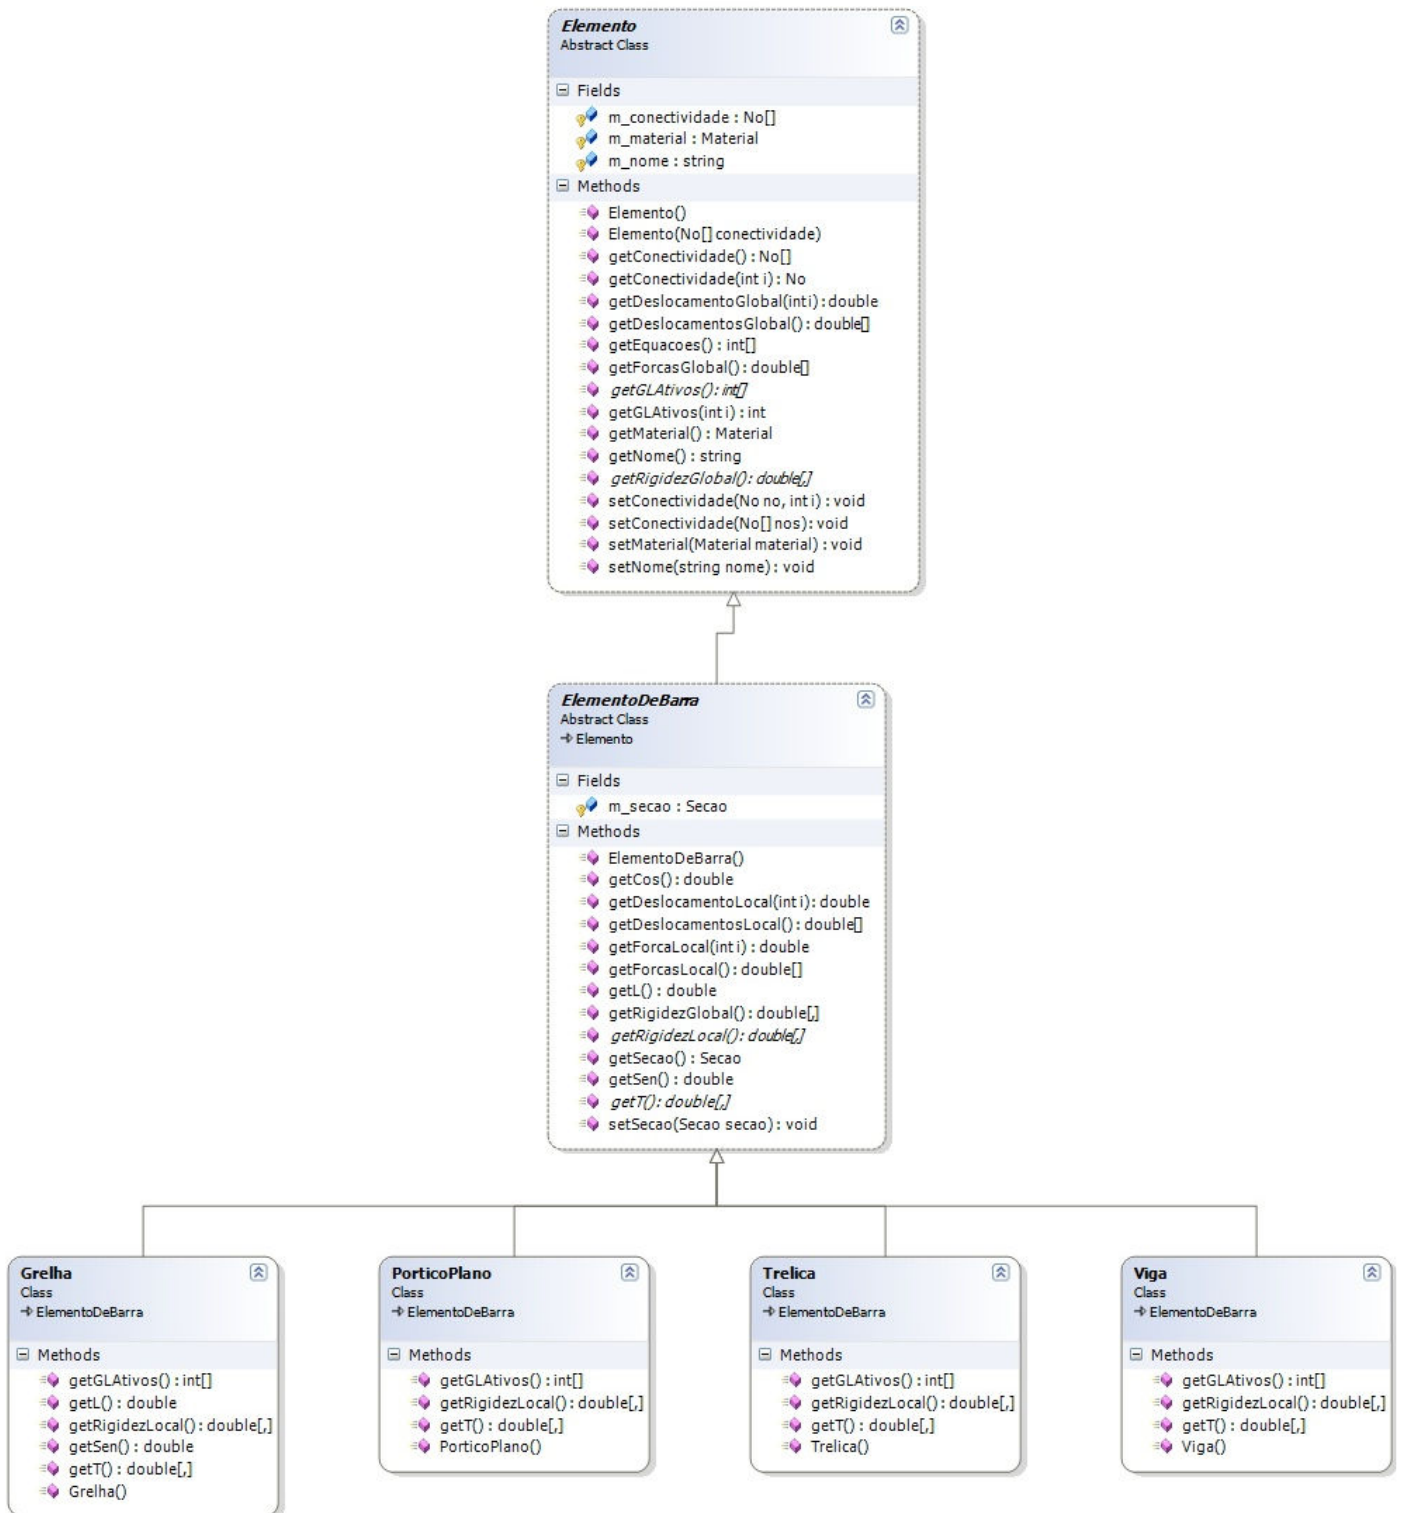 Elemento
Abstract Class
Fields
m_conectividade : No[]
m_material : Material
m_nome : string
Methods
Elemento()
Elemento(No[] conectividade)
getConectividade() : No[]
getConectividade(int i) : No
getDeslocamentoGlobal(int i) : double
getDeslocamentosGlobal() : double[]
getEquacoes() : int[]
getForcasGlobal() : double[]
getGLAtivos() : int[]
getGLAtivos(int i) : int
getMaterial() : Material
getNome() : string
getRigidezGlobal() : double[,]
setConectividade(No no, int i) : void
setConectividade(No[] nos) : void
setMaterial(Material material) : void
setNome(string nome) : void
ElementoDeBarra
Abstract Class
Elemento
Fields
m_secao : Secao
Methods
ElementoDeBarra()
getCos() : double
getDeslocamentoLocal(int i) : double
getDeslocamentosLocal() : double[]
getForcaLocal(int i) : double
getForcasLocal() : double[]
getL() : double
getRigidezGlobal() : double[,]
getRigidezLocal() : double[,]
getSecao() : Secao
getSen() : double
getT() : double[,]
setSecao(Secao secao) : void
Grelha
Class
ElementoDeBarra
Methods
getGLAtivos() : int[]
getL() : double
getRigidezLocal() : double[,]
getSen() : double
getT() : double[,]
Grelha()
PorticoPlano
Class
ElementoDeBarra
Methods
getGLAtivos() : int[]
getRigidezLocal() : double[,]
getT() : double[,]
PorticoPlano()
Trelica
Class
ElementoDeBarra
Methods
getGLAtivos() : int[]
getRigidezLocal() : double[,]
getT() : double[,]
Trelica()
Viga
Class
ElementoDeBarra
Methods
getGLAtivos() : int[]
getRigidezLocal() : double[,]
getT() : double[,]
Viga()